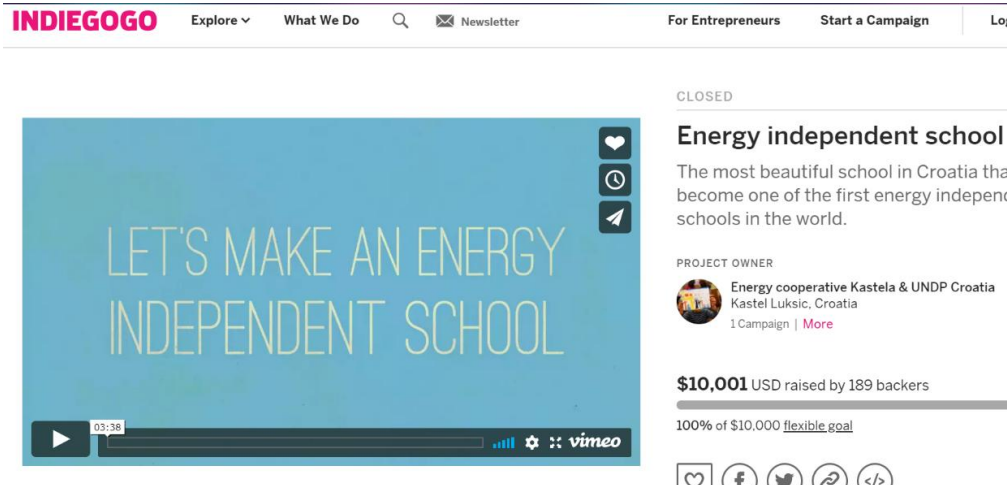 INDIEGOGO Explore What We Do Newsletter For Entrepreneurs Start a Campaign
CLOSED
LET'S MAKE AN ENERGY
INDEPENDENT SCHOOL
03:38
vimeo
Energy independent school
The most beautiful school in Croatia
become one of the first energy
schools in the world.
PROJECT OWNER
Energy cooperative Kastela & UNDP Croatia
Kastel Luksic, Croatia
1 Campaign | More
$10,001 USD raised by 189 backers
100% of $10,000 flexible goal